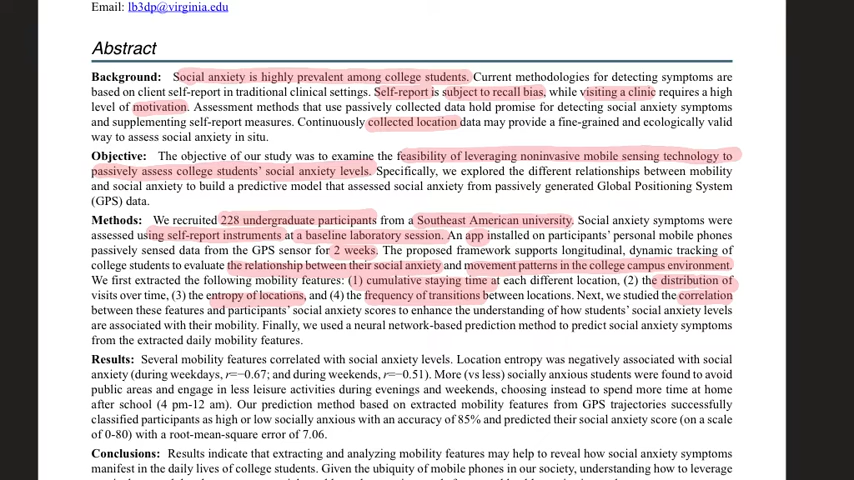 Email: lb3dp@virginia.edu
Abstract
Background: Social anxiety is highly prevalent among college students. Current methodologies for detecting symptoms are
based on client self-report in traditional clinical settings. Self-report is subject to recall bias, while visiting a clinic requires a high
level of motivation. Assessment methods that use passively collected data hold promise for detecting social anxiety symptoms
and supplementing self-report measures. Continuously collected location data may provide a fine-grained and ecologically valid
way to assess social anxiety in situ.
Objective: The objective of our study was to examine the feasibility of leveraging noninvasive mobile sensing technology to
passively assess college students’ social anxiety levels. Specifically, we explored the different relationships between mobility
and social anxiety to build a predictive model that assessed social anxiety from passively generated Global Positioning System
(GPS) data.
Methods: We recruited 228 undergraduate participants from a Southeast American university. Social anxiety symptoms were
assessed using self-report instruments at a baseline laboratory session. An app installed on participants’ personal mobile phones
passively sensed data from the GPS sensor for 2 weeks. The proposed framework supports longitudinal, dynamic tracking of
college students to evaluate the relationship between their social anxiety and movement patterns in the college campus environment.
We first extracted the following mobility features: (1) cumulative staying time at each different location, (2) the distribution of
visits over time, (3) the entropy of locations, and (4) the frequency of transitions between locations. Next, we studied the correlation
between these features and participants’ social anxiety scores to enhance the understanding of how students’ social anxiety levels
are associated with their mobility. Finally, we used a neural network-based prediction method to predict social anxiety symptoms
from the extracted daily mobility features.
Results: Several mobility features correlated with social anxiety levels. Location entropy was negatively associated with social
anxiety (during weekdays, r=−0.67; and during weekends, r=−0.51). More (vs less) socially anxious students were found to avoid
public areas and engage in less leisure activities during evenings and weekends, choosing instead to spend more time at home
after school (4 pm-12 am). Our prediction method based on extracted mobility features from GPS trajectories successfully
classified participants as high or low socially anxious with an accuracy of 85% and predicted their social anxiety score (on a scale
of 0-80) with a root-mean-square error of 7.06.
Conclusions: Results indicate that extracting and analyzing mobility features may help to reveal how social anxiety symptoms
manifest in the daily lives of college students. Given the ubiquity of mobile phones in our society, understanding how to leverage